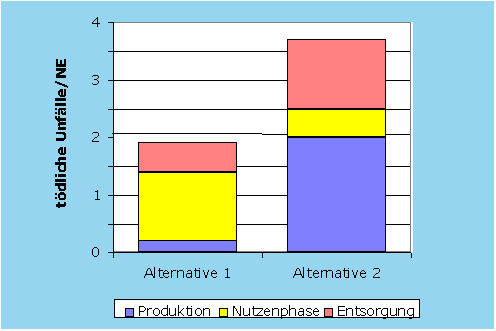 tödliche Unfälle/NE
4
3
2
1
0
Alternative 1 Alternative 2
Produktion Nutzenphase Entsorgung